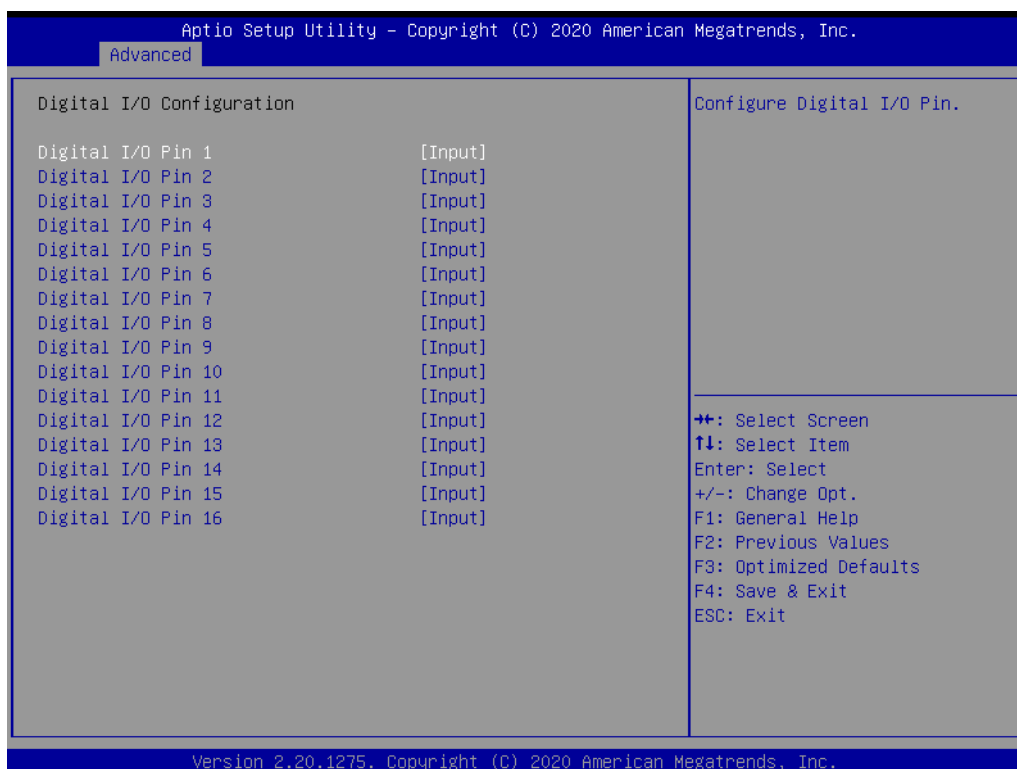 Aptio Setup Utility – Copyright (C) 2020 American Megatrends, Inc.
Advanced
Digital I/O Configuration
Digital I/O Pin 1 [Input]
Digital I/O Pin 2 [Input]
Digital I/O Pin 3 [Input]
Digital I/O Pin 4 [Input]
Digital I/O Pin 5 [Input]
Digital I/O Pin 6 [Input]
Digital I/O Pin 7 [Input]
Digital I/O Pin 8 [Input]
Digital I/O Pin 9 [Input]
Digital I/O Pin 10 [Input]
Digital I/O Pin 11 [Input]
Digital I/O Pin 12 [Input]
Digital I/O Pin 13 [Input]
Digital I/O Pin 14 [Input]
Digital I/O Pin 15 [Input]
Digital I/O Pin 16 [Input]
Configure Digital I/O Pin.
→←: Select Screen
↑↓: Select Item
Enter: Select
+/-: Change Opt.
F1: General Help
F2: Previous Values
F3: Optimized Defaults
F4: Save & Exit
ESC: Exit
Version 2.20.1275. Copyright (C) 2020 American Megatrends, Inc.